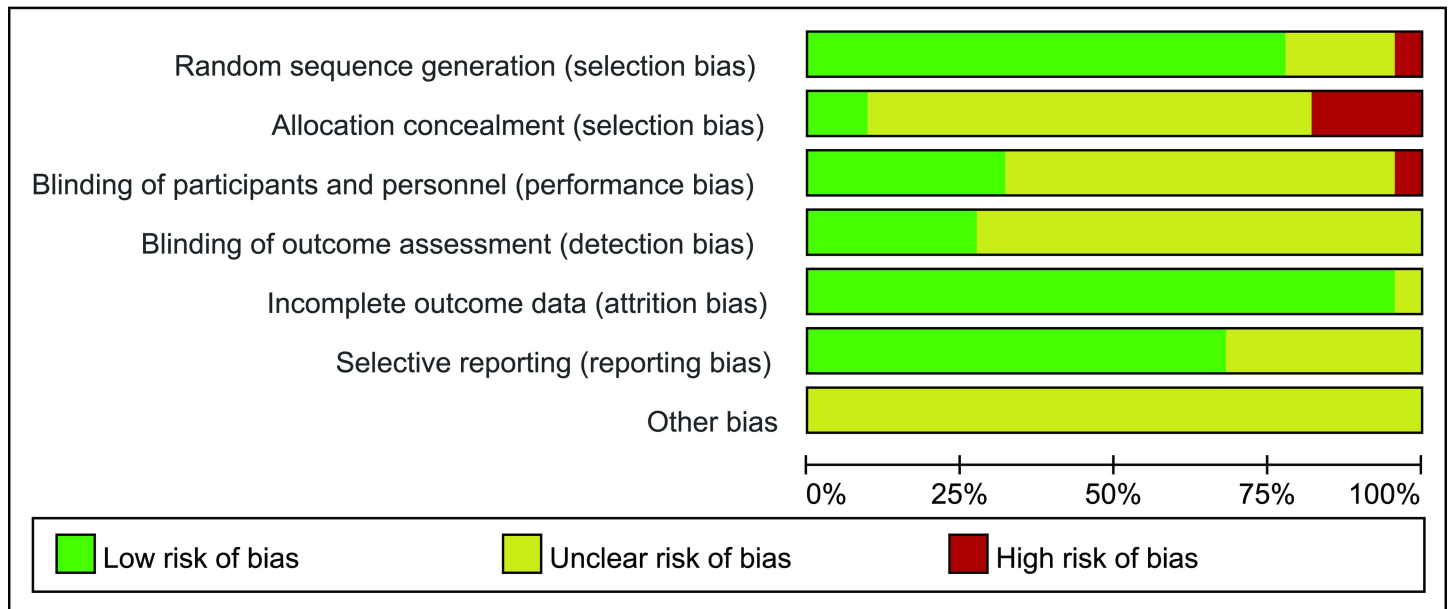 Random sequence generation (selection bias)
Allocation concealment (selection bias)
Blinding of participants and personnel (performance bias)
Blinding of outcome assessment (detection bias)
Incomplete outcome data (attrition bias)
Selective reporting (reporting bias)
Other bias
0% 25% 50% 75% 100%
Low risk of bias Unclear risk of bias High risk of bias